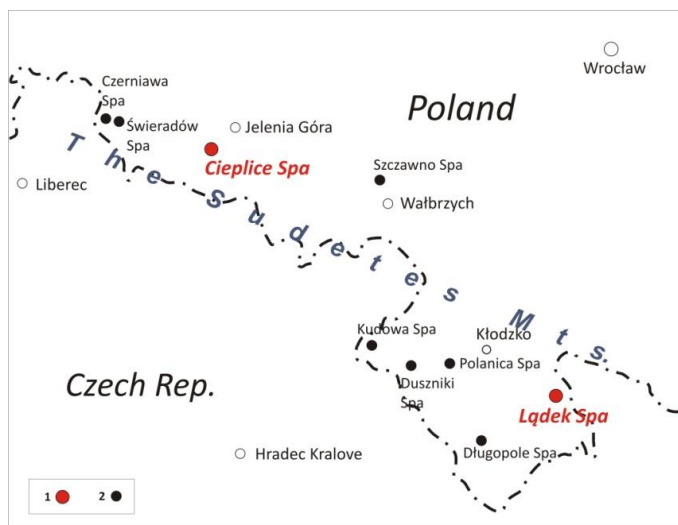 Wrocław
Czerniawa
Spa
Poland
Świeradów
Spa
Jelenia Góra
Cieplice Spa
Szczawno Spa
Liberec
Wałbrzych
The Sudetes Mts.
Kudowa Spa
Kłodzko
Polanica Spa
Duszniki
Spa
Czech Rep.
Lądek Spa
Długopole Spa
Hradec Kralove
1
2